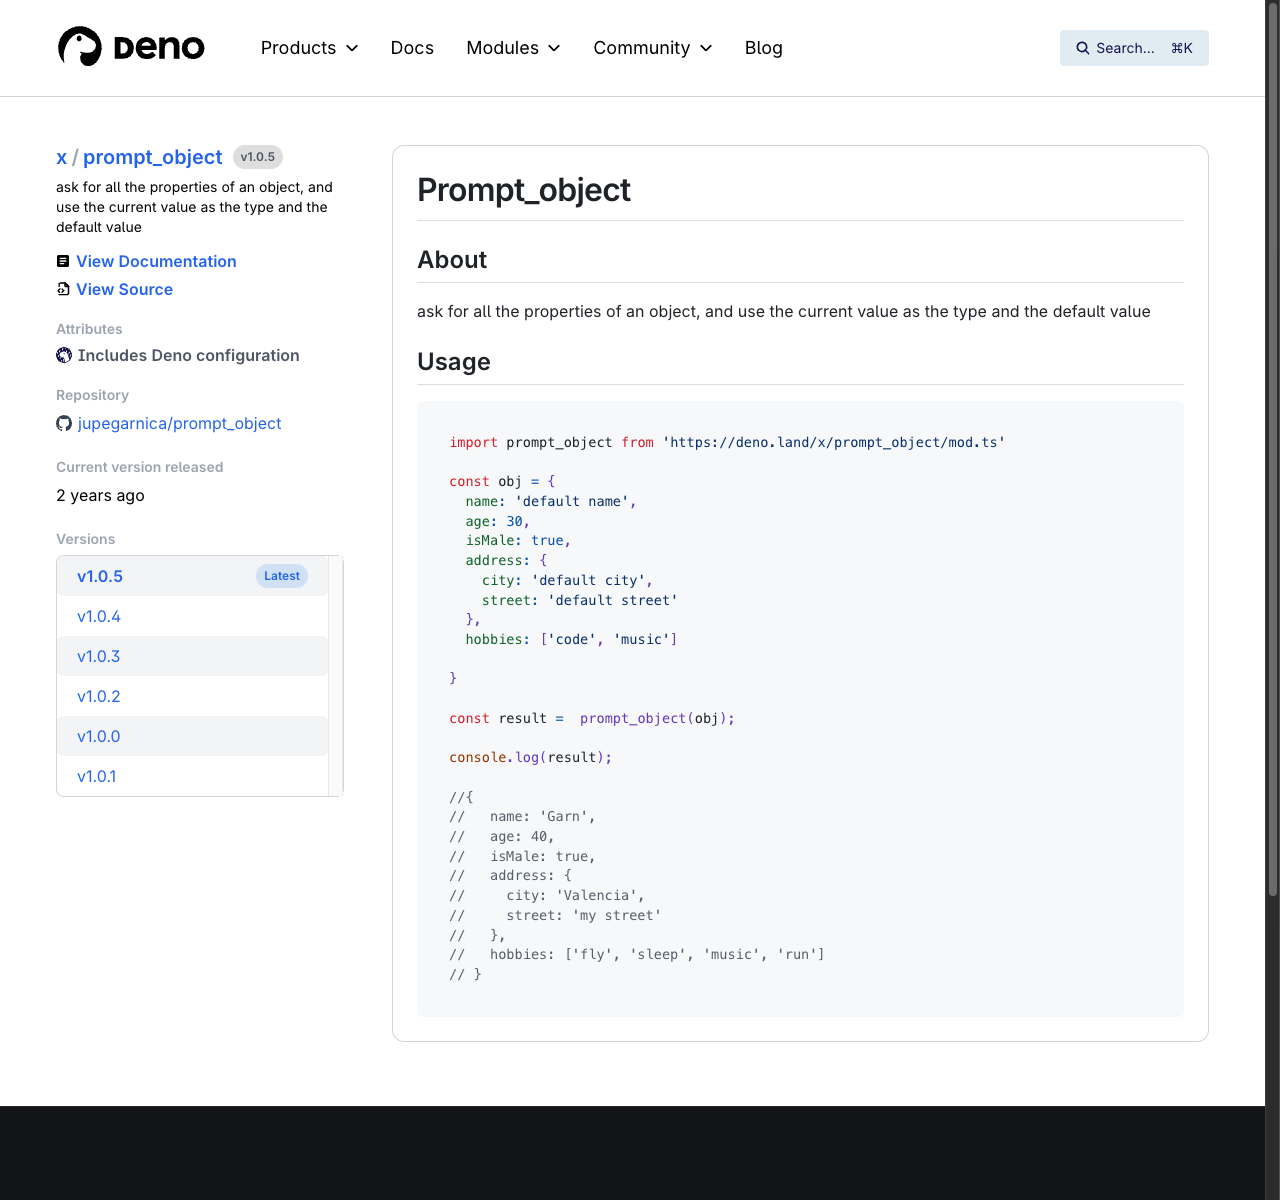 DENO
Products
Docs
Modules
Community
Blog
Search... ⌘K
x / prompt_object v1.0.5
ask for all the properties of an object, and
use the current value as the type and the
default value
View Documentation
View Source
Attributes
Includes Deno configuration
Repository
jupegarnica/prompt_object
Current version released
2 years ago
Versions
v1.0.5 Latest
v1.0.4
v1.0.3
v1.0.2
v1.0.0
v1.0.1
Prompt_object
About
ask for all the properties of an object, and use the current value as the type and the default value
Usage
import prompt_object from 'https://deno.land/x/prompt_object/mod.ts'
const obj = {
  name: 'default name',
  age: 30,
  isMale: true,
  address: {
    city: 'default city',
    street: 'default street'
  },
  hobbies: ['code', 'music']
}
const result =  prompt_object(obj);
console.log(result);
//{
//   name: 'Garn',
//   age: 40,
//   isMale: true,
//   address: {
//     city: 'Valencia',
//     street: 'my street'
//   },
//   hobbies: ['fly', 'sleep', 'music', 'run']
// }